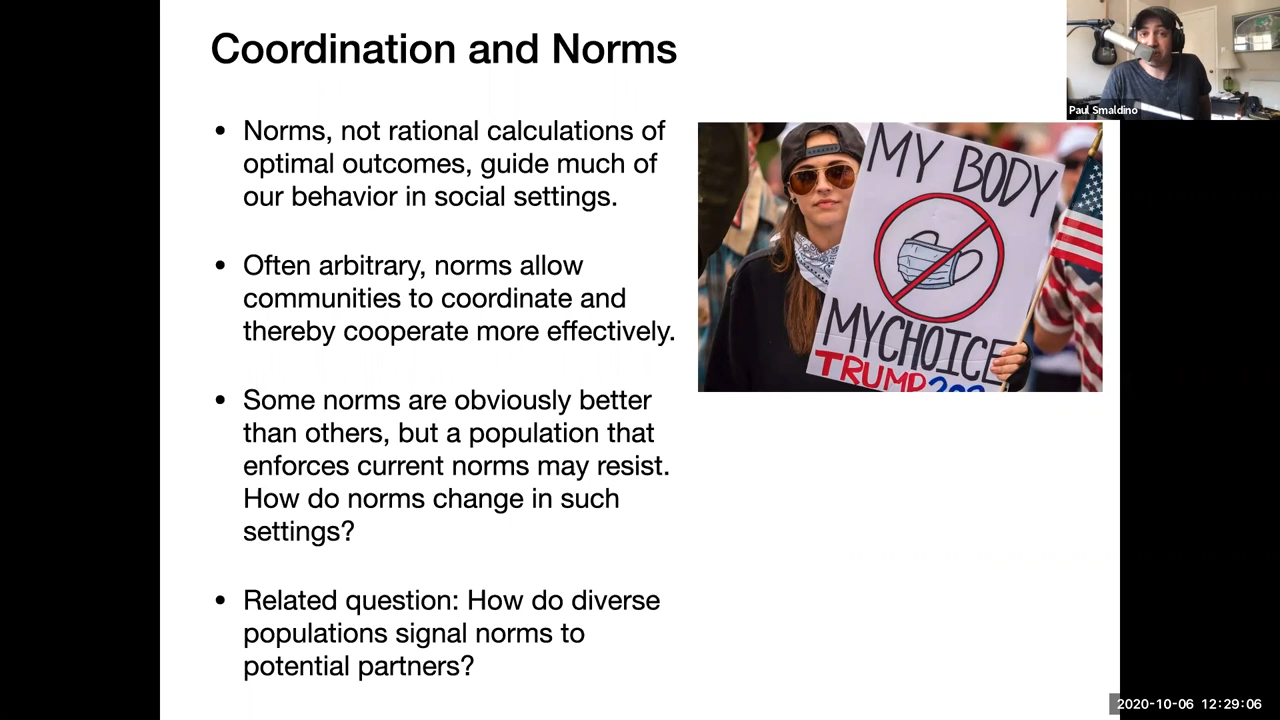 Coordination and Norms
Paul Smaldino
• Norms, not rational calculations of
optimal outcomes, guide much of
our behavior in social settings.
• Often arbitrary, norms allow
communities to coordinate and
thereby cooperate more effectively.
• Some norms are obviously better
than others, but a population that
enforces current norms may resist.
How do norms change in such
settings?
• Related question: How do diverse
populations signal norms to
potential partners?
MY BODY
MY CHOICE
TRUMP
2020-10-06 12:29:06